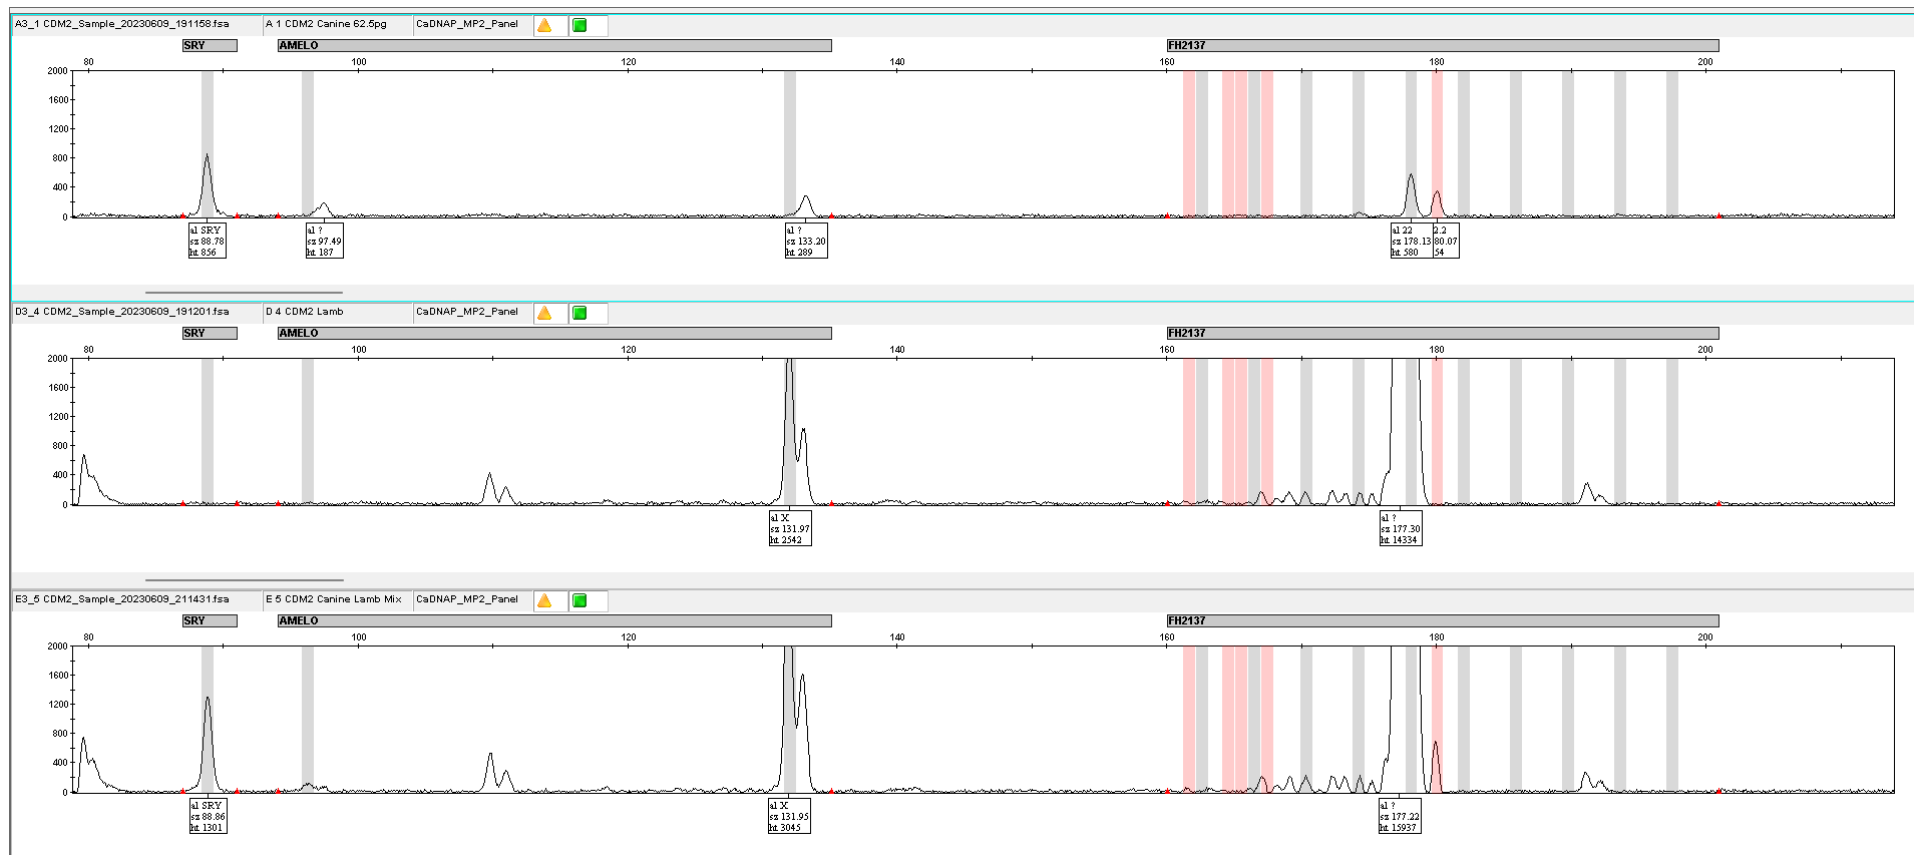 A3_1 CDM2_Sample_20230609_191158.fsa A 1 CDM2 Canine 62.5pg CaDNAP_MP2_Panel
SRY AMELO FH2137
80 100 120 140 160 180 200
2000
1600
1200
800
400
0
al SRY
sz 88.78
ht 856
al ?
sz 97.49
ht 187
al ?
sz 133.20
ht 289
al 22
sz 178.13
ht 580
2.2
80.07
54
D3_4 CDM2_Sample_20230609_191201.fsa D 4 CDM2 Lamb CaDNAP_MP2_Panel
SRY AMELO FH2137
80 100 120 140 160 180 200
2000
1600
1200
800
400
0
al X
sz 131.97
ht 2542
al ?
sz 177.30
ht 14334
E3_5 CDM2_Sample_20230609_211431.fsa E 5 CDM2 Canine Lamb Mix CaDNAP_MP2_Panel
SRY AMELO FH2137
80 100 120 140 160 180 200
2000
1600
1200
800
400
0
al SRY
sz 88.86
ht 1301
al X
sz 131.95
ht 3045
al ?
sz 177.22
ht 15937